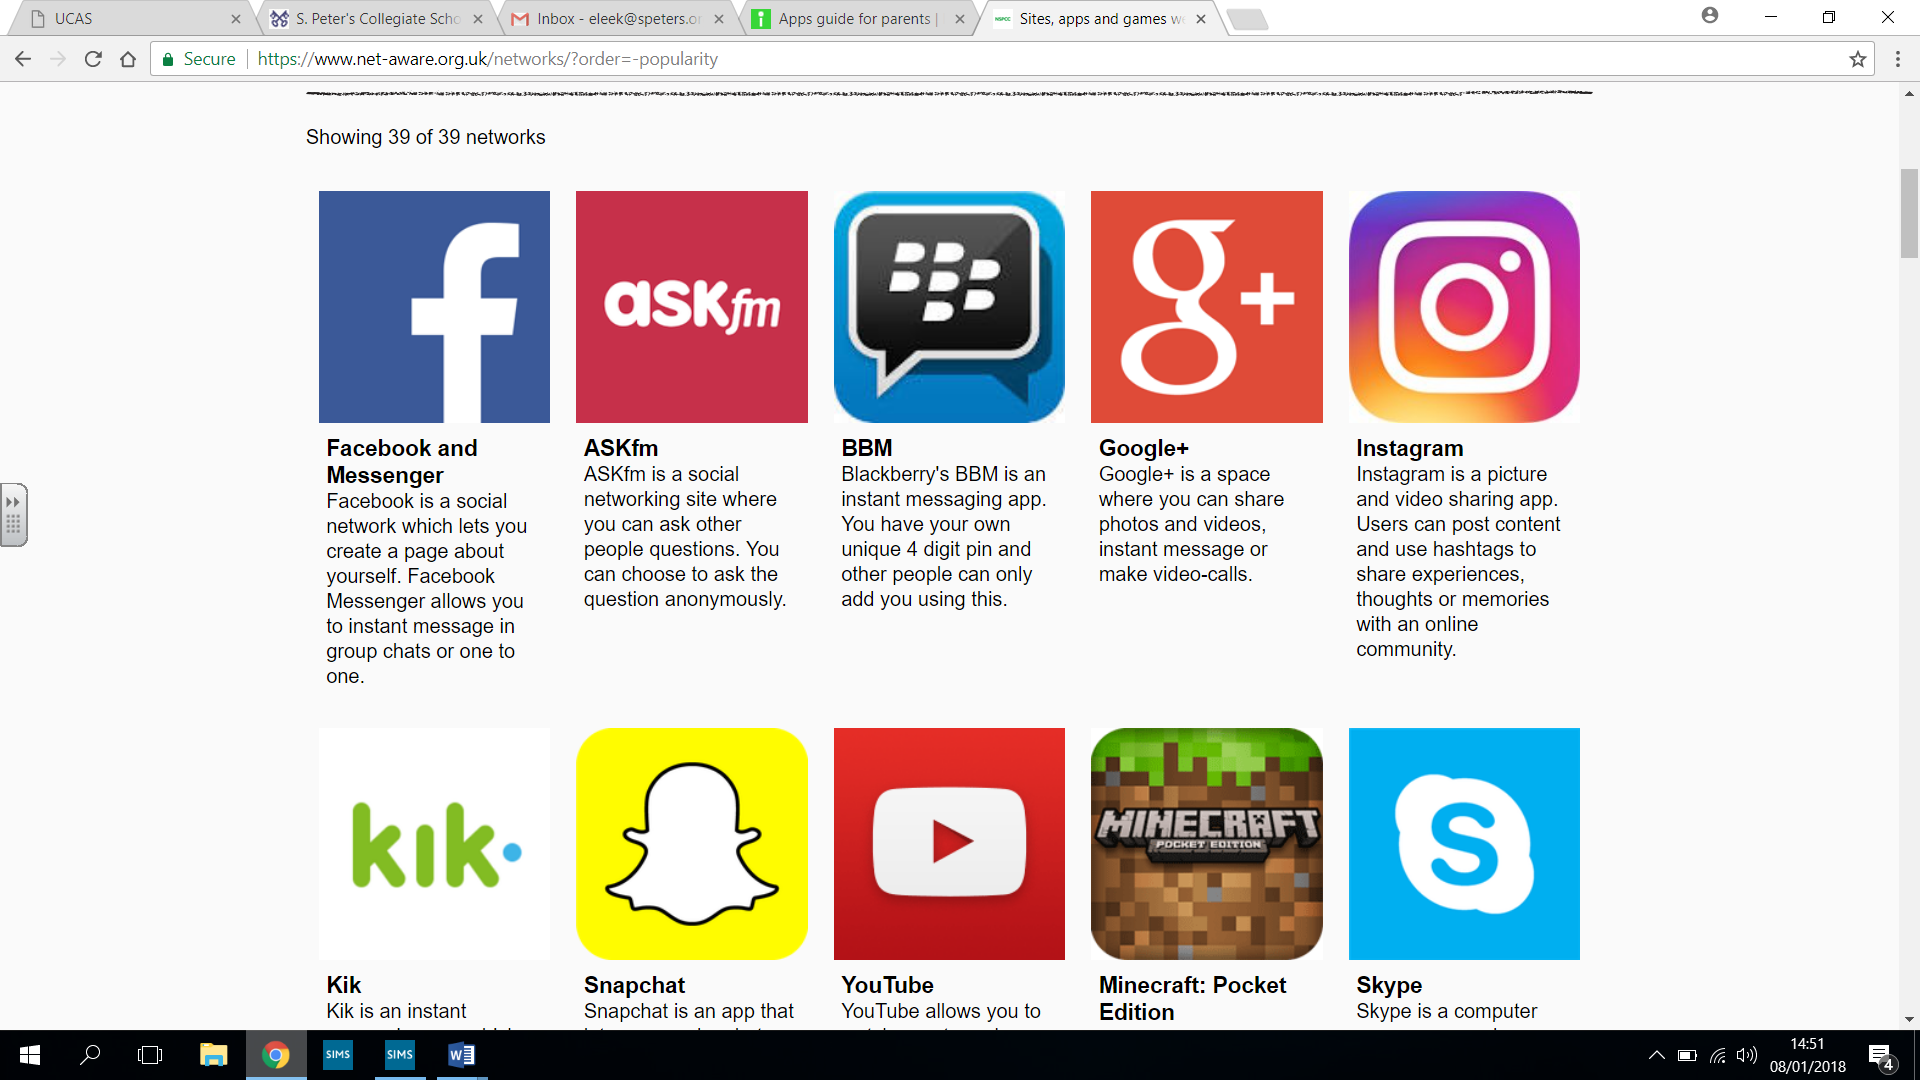 UCAS
S. Peter's Collegiate Scho
Inbox - eleek@speters.or
Apps guide for parents |
Sites, apps and games we
Secure
https://www.net-aware.org.uk/networks/?order=-popularity
Showing 39 of 39 networks
f
ASKfm
g+
Facebook and
Messenger
Facebook is a social
network which lets you
create a page about
yourself. Facebook
Messenger allows you
to instant message in
group chats or one to
one.
ASKfm
ASKfm is a social
networking site where
you can ask other
people questions. You
can choose to ask the
question anonymously.
BBM
Blackberry's BBM is an
instant messaging app.
You have your own
unique 4 digit pin and
other people can only
add you using this.
Google+
Google+ is a space
where you can share
photos and videos,
instant message or
make video-calls.
Instagram
Instagram is a picture
and video sharing app.
Users can post content
and use hashtags to
share experiences,
thoughts or memories
with an online
community.
kik.
MINECRAFT
POCKET EDITION
S
Kik
Kik is an instant
Snapchat
Snapchat is an app that
YouTube
YouTube allows you to
Minecraft: Pocket
Edition
Skype
Skype is a computer
SIMS
SIMS
W
14:51
08/01/2018
4